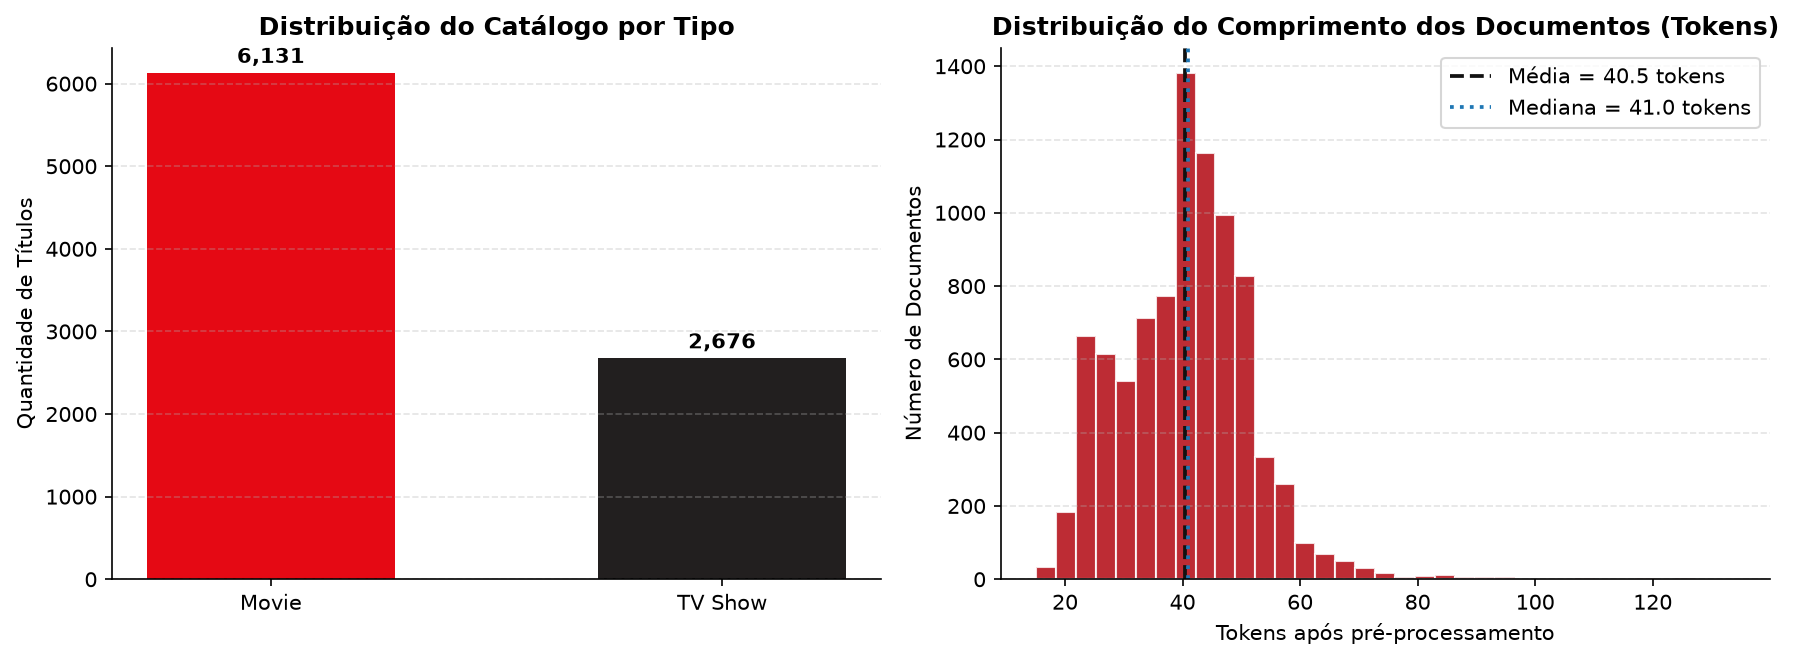 Distribuição do Catálogo por Tipo
6,131
2,676
6000
5000
4000
3000
2000
1000
0
Quantidade de Títulos
Movie
TV Show
Distribuição do Comprimento dos Documentos (Tokens)
Média = 40.5 tokens
Mediana = 41.0 tokens
1400
1200
1000
800
600
400
200
0
Número de Documentos
20
40
60
80
100
120
Tokens após pré-processamento